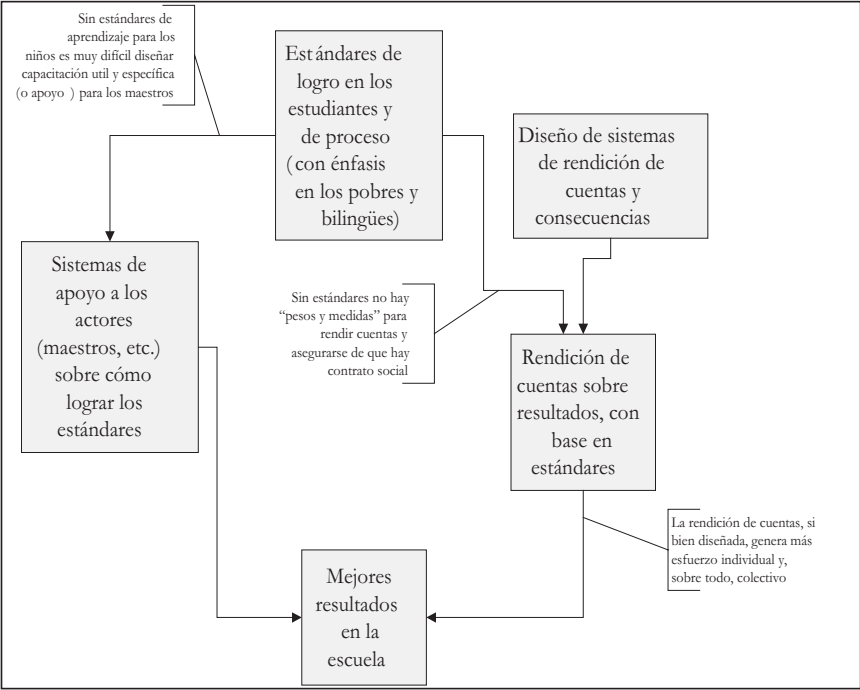 Sin estándares de
aprendizaje para los
niños es muy difícil diseñar
capacitación util y específica
(o apoyo ) para los maestros
Estándares de
logro en los
estudiantes y
de proceso
(con énfasis
en los pobres y
bilingües)
Diseño de sistemas
de rendición de
cuentas y
consecuencias
Sistemas de
apoyo a los
actores
(maestros, etc.)
sobre cómo
lograr los
estándares
Sin estándares no hay
“pesos y medidas” para
rendir cuentas y
asegurarse de que hay
contrato social
Rendición de
cuentas sobre
resultados, con
base en
estándares
La rendición de cuentas, si
bien diseñada, genera más
esfuerzo individual y,
sobre todo, colectivo
Mejores
resultados
en la
escuela